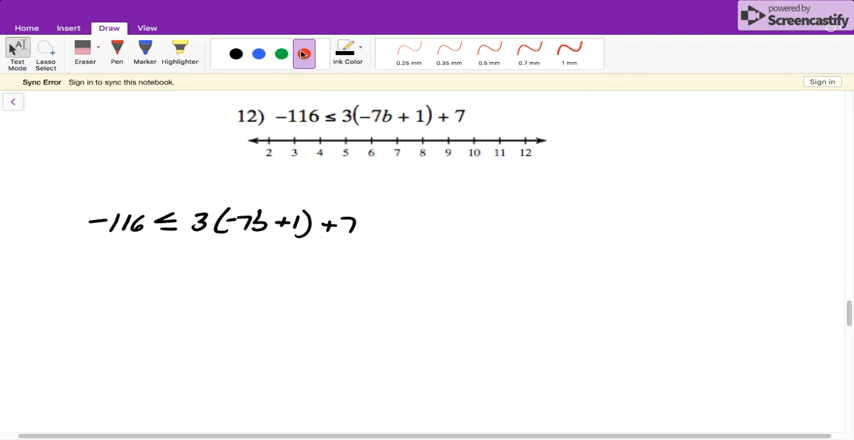 powered by
Screencastify
Home Insert Draw View
Text Mode
Lasso Select
Eraser
Pen
Marker
Highlighter
Ink Color
0.25 mm
0.35 mm
0.5 mm
0.7 mm
1 mm
Sync Error Sign in to sync this notebook.
Sign in
12) −116 ≤ 3(−7b + 1) + 7
2 3 4 5 6 7 8 9 10 11 12
−116 ≤ 3(−7b +1) +7